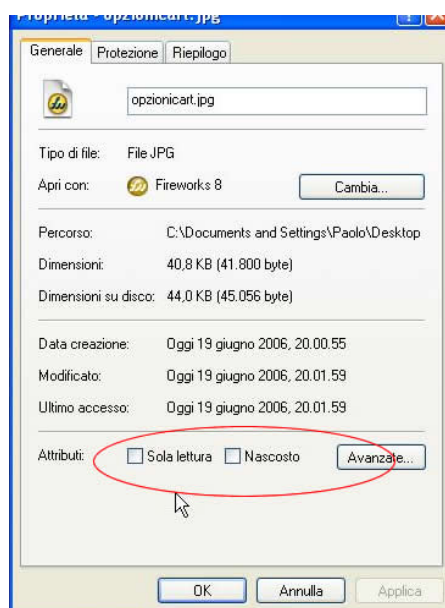 Proprietà - opzionicart.jpg
Generale Protezione Riepilogo
opzionicart.jpg
Tipo di file: File JPG
Apri con: Fireworks 8 Cambia...
Percorso: C:\Documents and Settings\Paolo\Desktop
Dimensioni: 40,8 KB (41.800 byte)
Dimensioni su disco: 44,0 KB (45.056 byte)
Data creazione: Oggi 19 giugno 2006, 20.00.55
Modificato: Oggi 19 giugno 2006, 20.01.59
Ultimo accesso: Oggi 19 giugno 2006, 20.01.59
Attributi: Sola lettura Nascosto Avanzate...
OK Annulla Applica